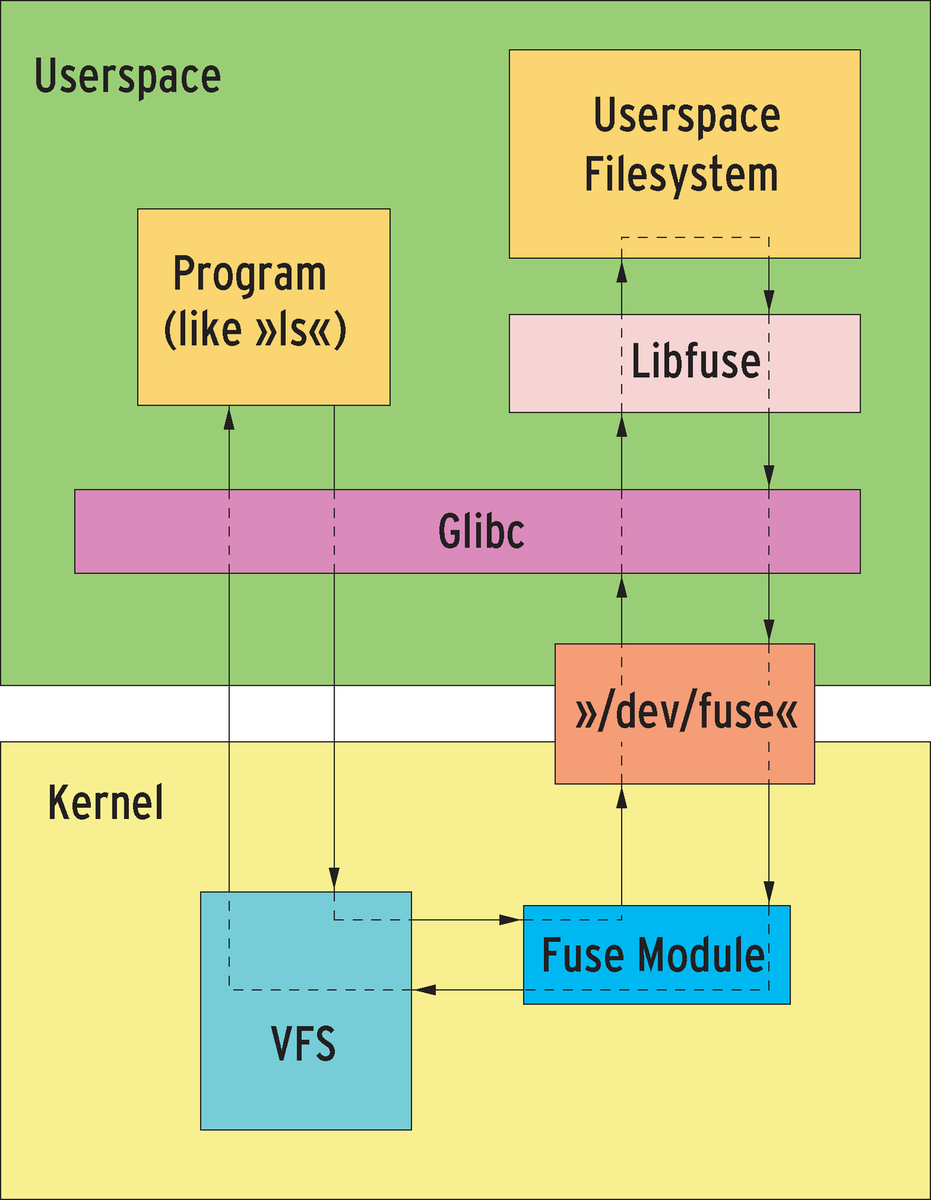 Userspace
Userspace
Filesystem
Program
(like »ls«)
Libfuse
Glibc
»/dev/fuse«
Kernel
Fuse Module
VFS